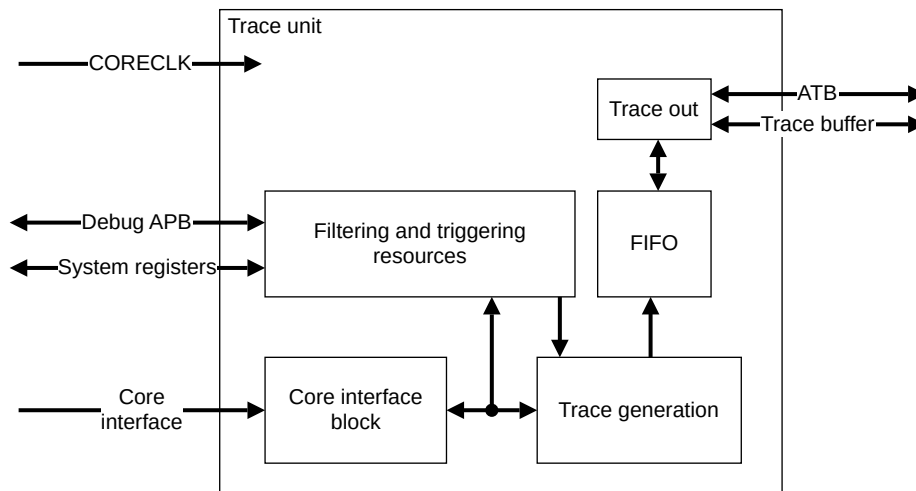 Trace unit
CORECLK
ATB
Trace out
Trace buffer
Debug APB
Filtering and triggering
resources
FIFO
System registers
Core
interface
Core interface
block
Trace generation